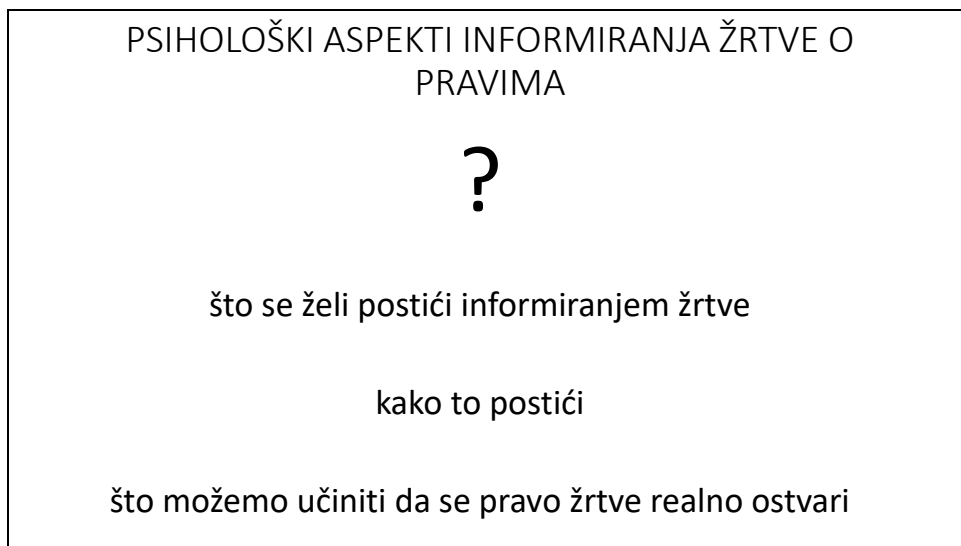 PSIHOLOŠKI ASPEKTI INFORMIRANJA ŽRTVE O
PRAVIMA
?
što se želi postići informiranjem žrtve
kako to postići
što možemo učiniti da se pravo žrtve realno ostvari